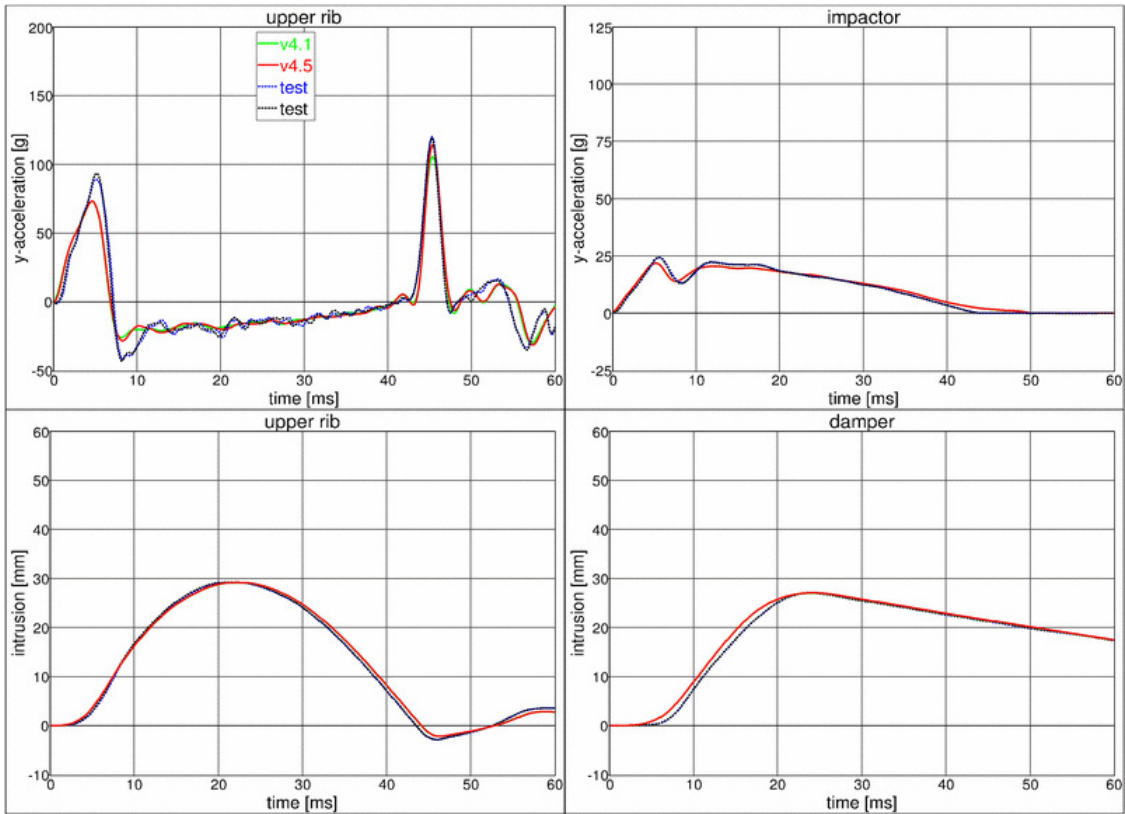 upper rib
200
150
100
50
0
-50
y-acceleration [g]
v4.1
v4.5
test
test
0 10 20 30 40 50 60
time [ms]
impactor
125
100
75
50
25
0
-25
y-acceleration [g]
0 10 20 30 40 50 60
time [ms]
upper rib
60
50
40
30
20
10
0
-10
intrusion [mm]
0 10 20 30 40 50 60
time [ms]
damper
60
50
40
30
20
10
0
-10
intrusion [mm]
0 10 20 30 40 50 60
time [ms]